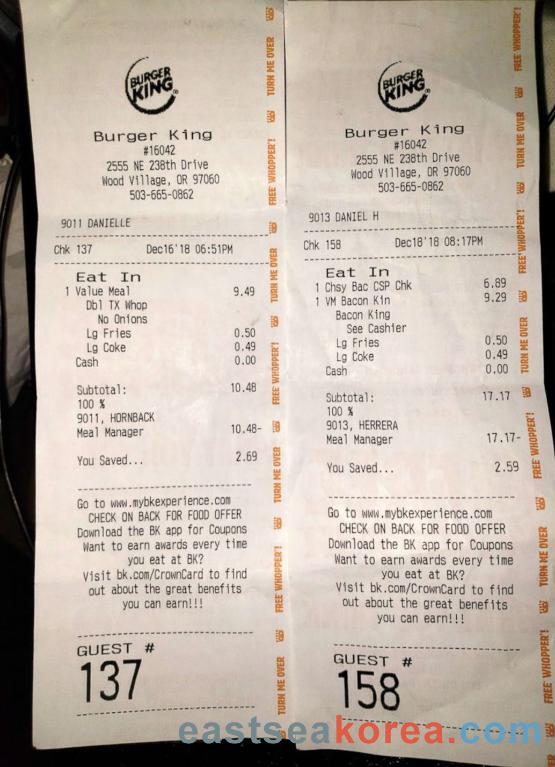 BURGER
KING
Burger King
#16042
2555 NE 238th Drive
Wood Village, OR 97060
503-665-0862
9011 DANIELLE
Chk 137 Dec16'18 06:51PM
Eat In
1 Value Meal 9.49
Dbl TX Whop
No Onions
Lg Fries 0.50
Lg Coke 0.49
Cash 0.00
Subtotal: 10.48
100 %
9011, HORNBACK
Meal Manager 10.48-
You Saved... 2.69
Go to www.mybkexperience.com
CHECK ON BACK FOR FOOD OFFER
Download the BK app for Coupons
Want to earn awards every time
you eat at BK?
Visit bk.com/CrownCard to find
out about the great benefits
you can earn!!!
GUEST #
137
TURN ME OVER
FREE WHOPPER!
TURN ME OVER
FREE WHOPPER!
TURN ME OVER
FREE WHOPPER!
TURN ME OVER
BURGER
KING
Burger King
#16042
2555 NE 238th Drive
Wood Village, OR 97060
503-665-0862
9013 DANIEL H
Chk 158 Dec18'18 08:17PM
Eat In
1 Chsy Bac CSP Chk 6.89
1 VM Bacon Kin 9.29
Bacon King
See Cashier
Lg Fries 0.50
Lg Coke 0.49
Cash 0.00
Subtotal: 17.17
100 %
9013, HERRERA
Meal Manager 17.17-
You Saved... 2.59
Go to www.mybkexperience.com
CHECK ON BACK FOR FOOD OFFER
Download the BK app for Coupons
Want to earn awards every time
you eat at BK?
Visit bk.com/CrownCard to find
out about the great benefits
you can earn!!!
GUEST #
158
FREE WHOPPER!
TURN ME OVER
FREE WHOPPER!
TURN ME OVER
FREE WHOPPER!
TURN ME OVER
FREE WHOPPER!
eastseakorea.com